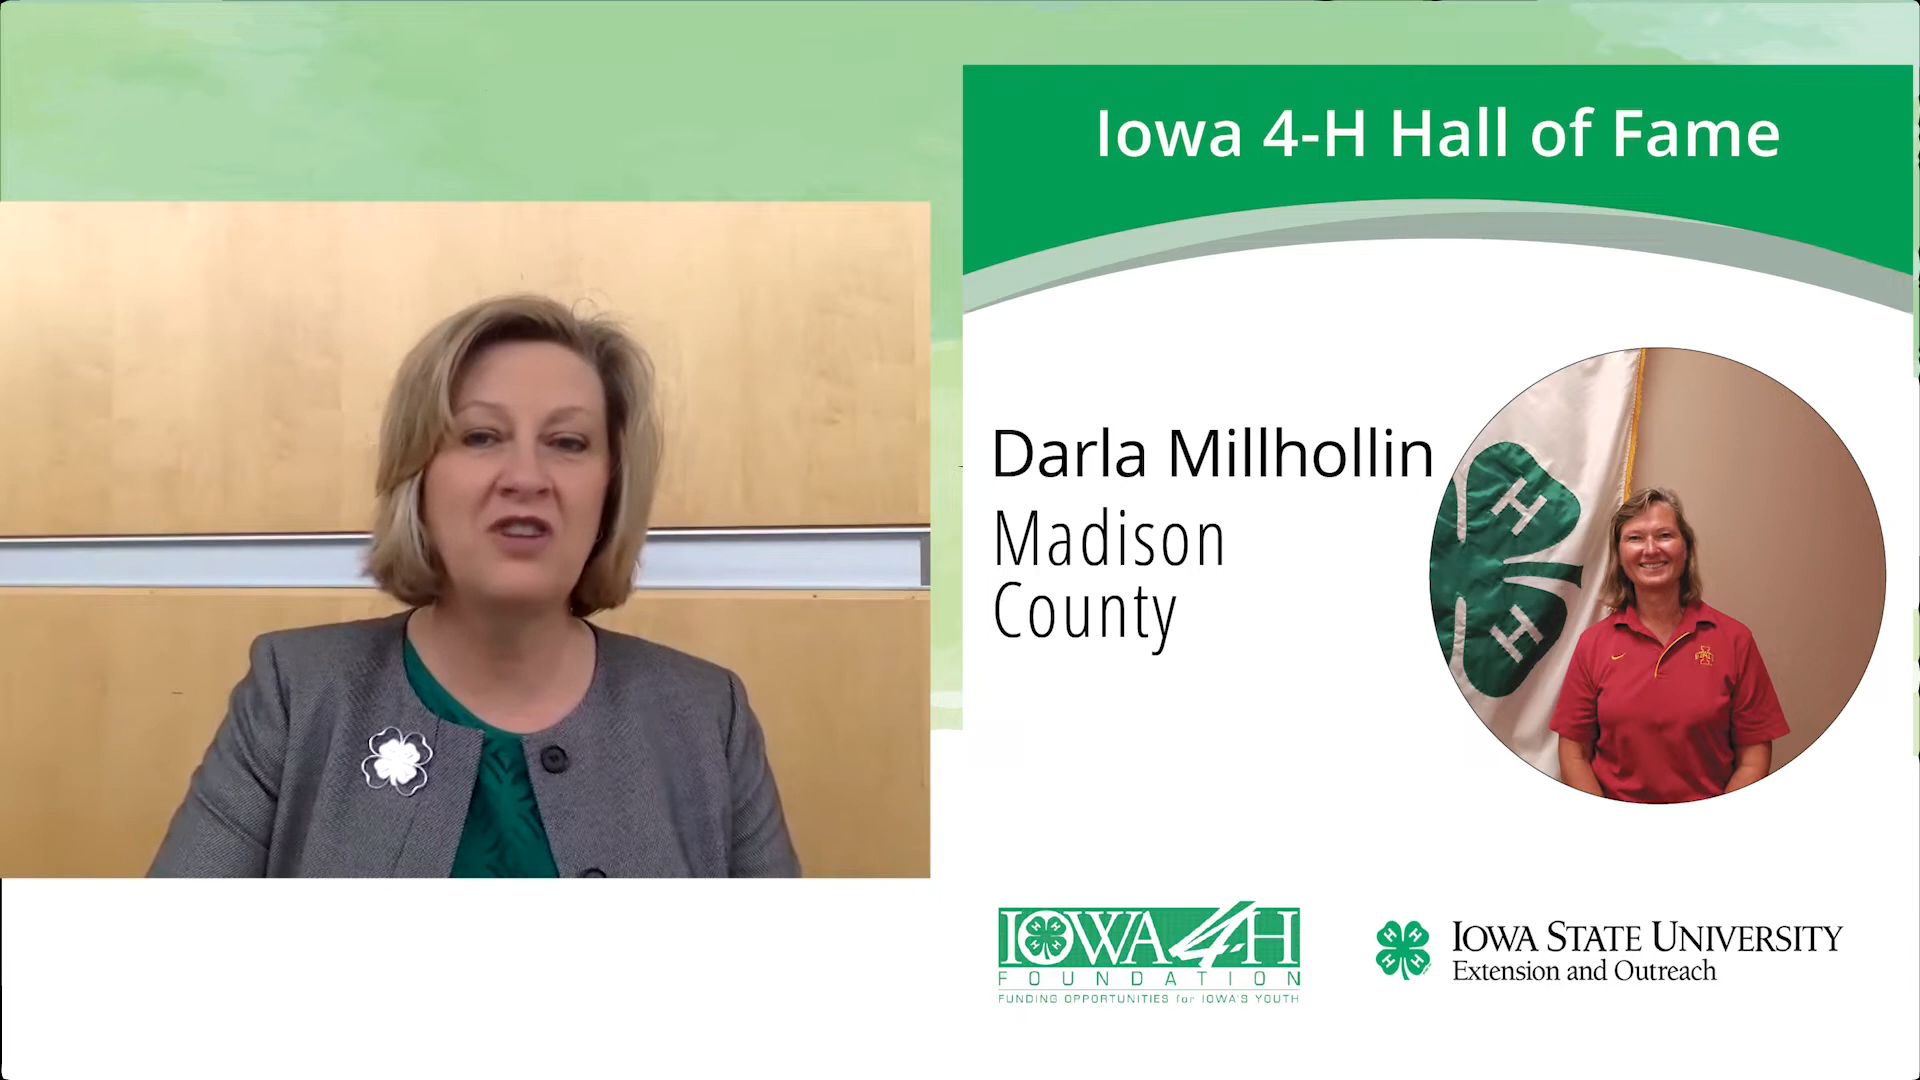 Iowa 4-H Hall of Fame
Darla Millhollin
Madison
County
H
H
IOWA 4-H
FOUNDATION
FUNDING OPPORTUNITIES for IOWA'S YOUTH
H H
H H
IOWA STATE UNIVERSITY
Extension and Outreach